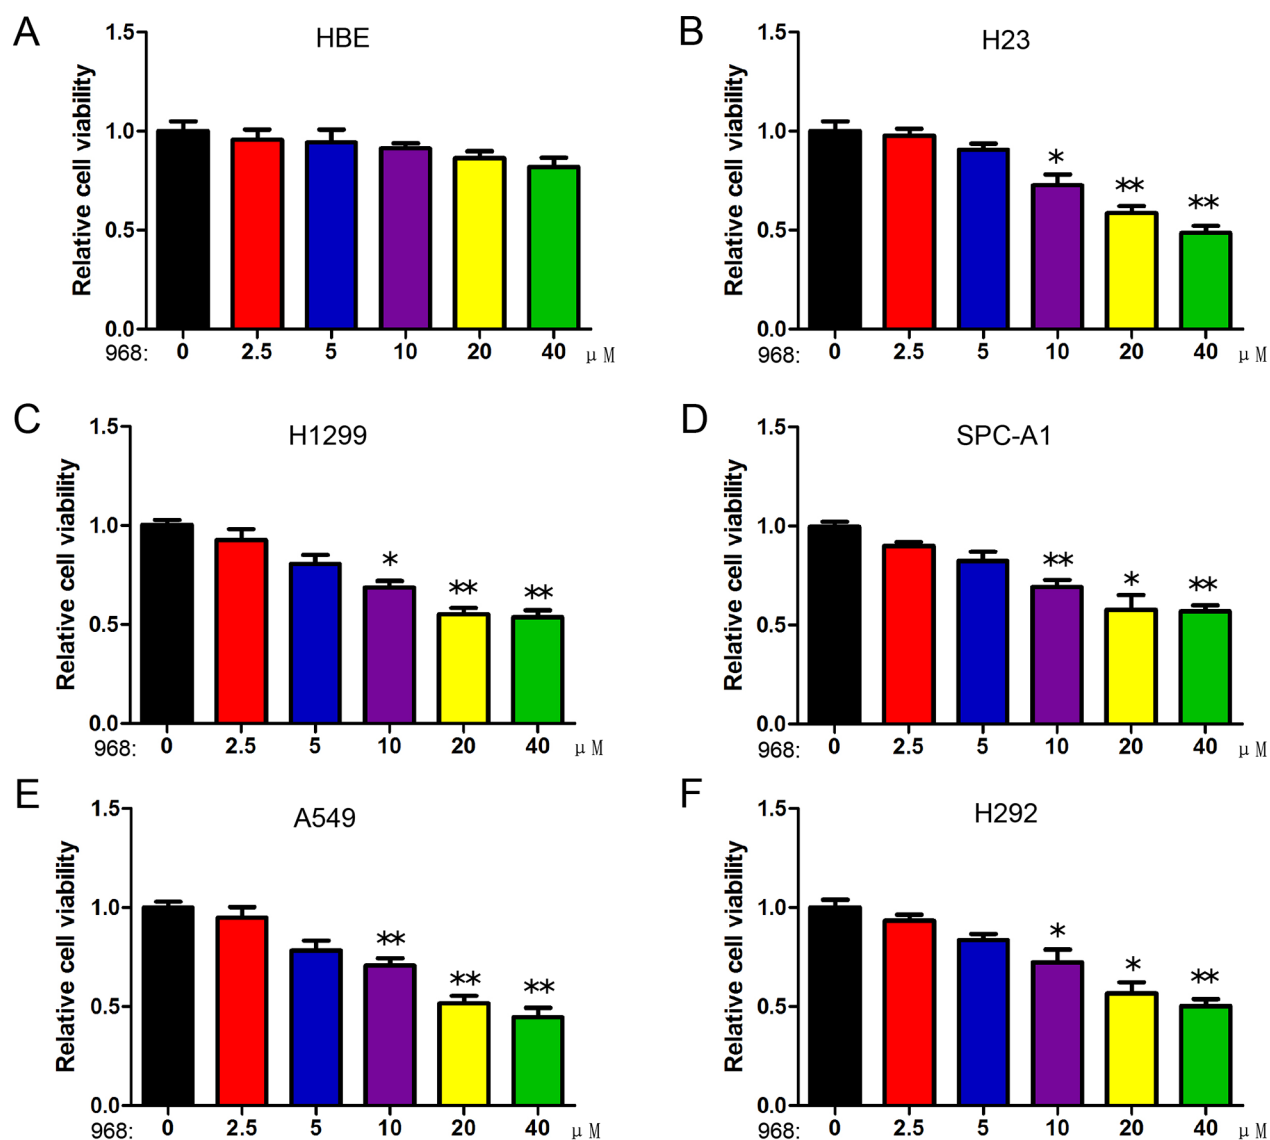 A
HBE
Relative cell viability
1.5
1.0
0.5
0.0
968: 0 2.5 5 10 20 40 μM
B
H23
Relative cell viability
1.5
1.0
0.5
0.0
* ** **
968: 0 2.5 5 10 20 40 μM
C
H1299
Relative cell viability
1.5
1.0
0.5
0.0
* ** **
968: 0 2.5 5 10 20 40 μM
D
SPC-A1
Relative cell viability
1.5
1.0
0.5
0.0
** * **
968: 0 2.5 5 10 20 40 μM
E
A549
Relative cell viability
1.5
1.0
0.5
0.0
** ** **
968: 0 2.5 5 10 20 40 μM
F
H292
Relative cell viability
1.5
1.0
0.5
0.0
* * **
968: 0 2.5 5 10 20 40 μM